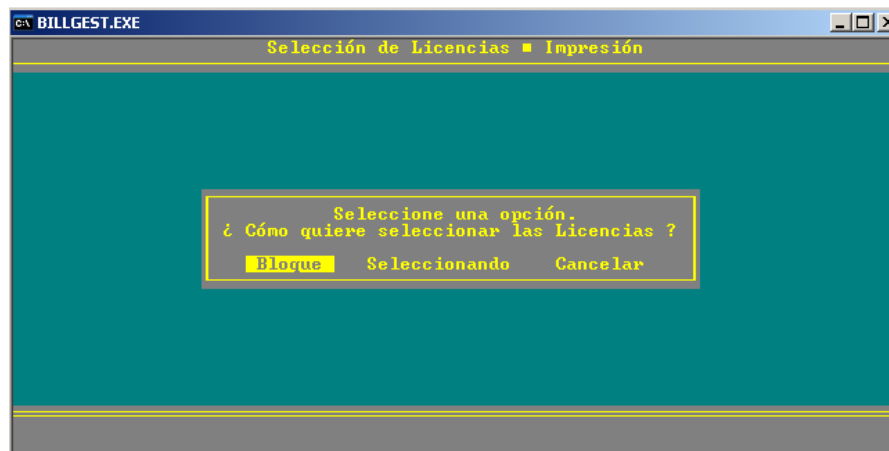 BILLGEST.EXE
Selección de Licencias ■ Impresión
Seleccione una opción.
¿ Cómo quiere seleccionar las Licencias ?
Bloque Seleccionando Cancelar